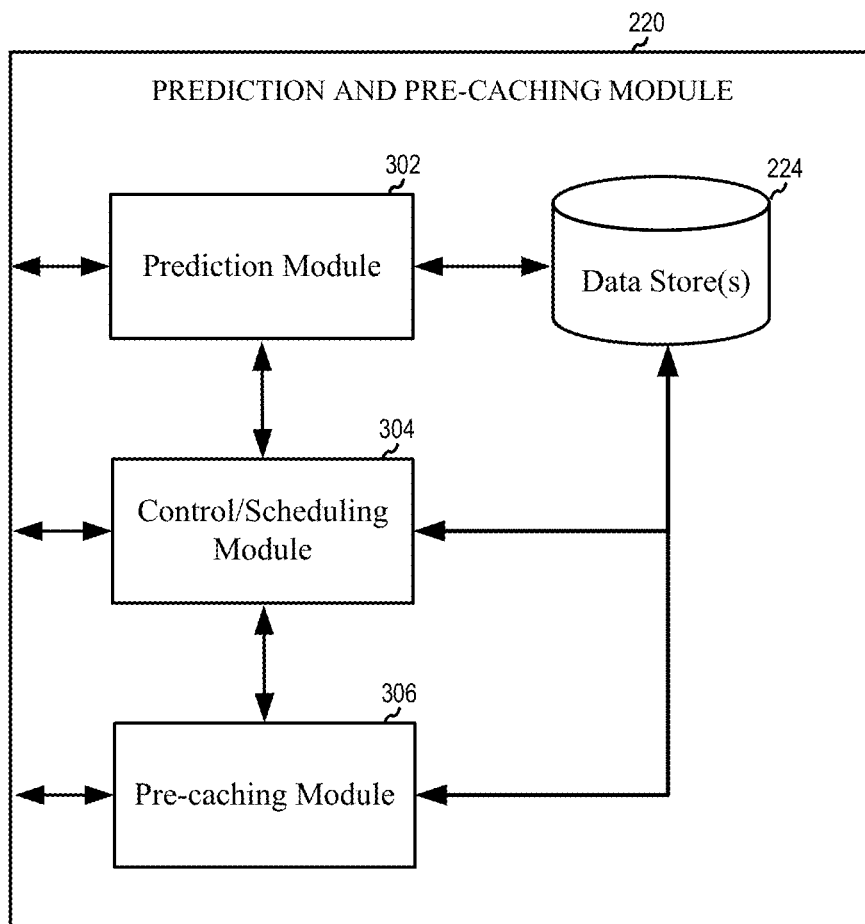 220
PREDICTION AND PRE-CACHING MODULE
302
Prediction Module
224
Data Store(s)
304
Control/Scheduling
Module
306
Pre-caching Module